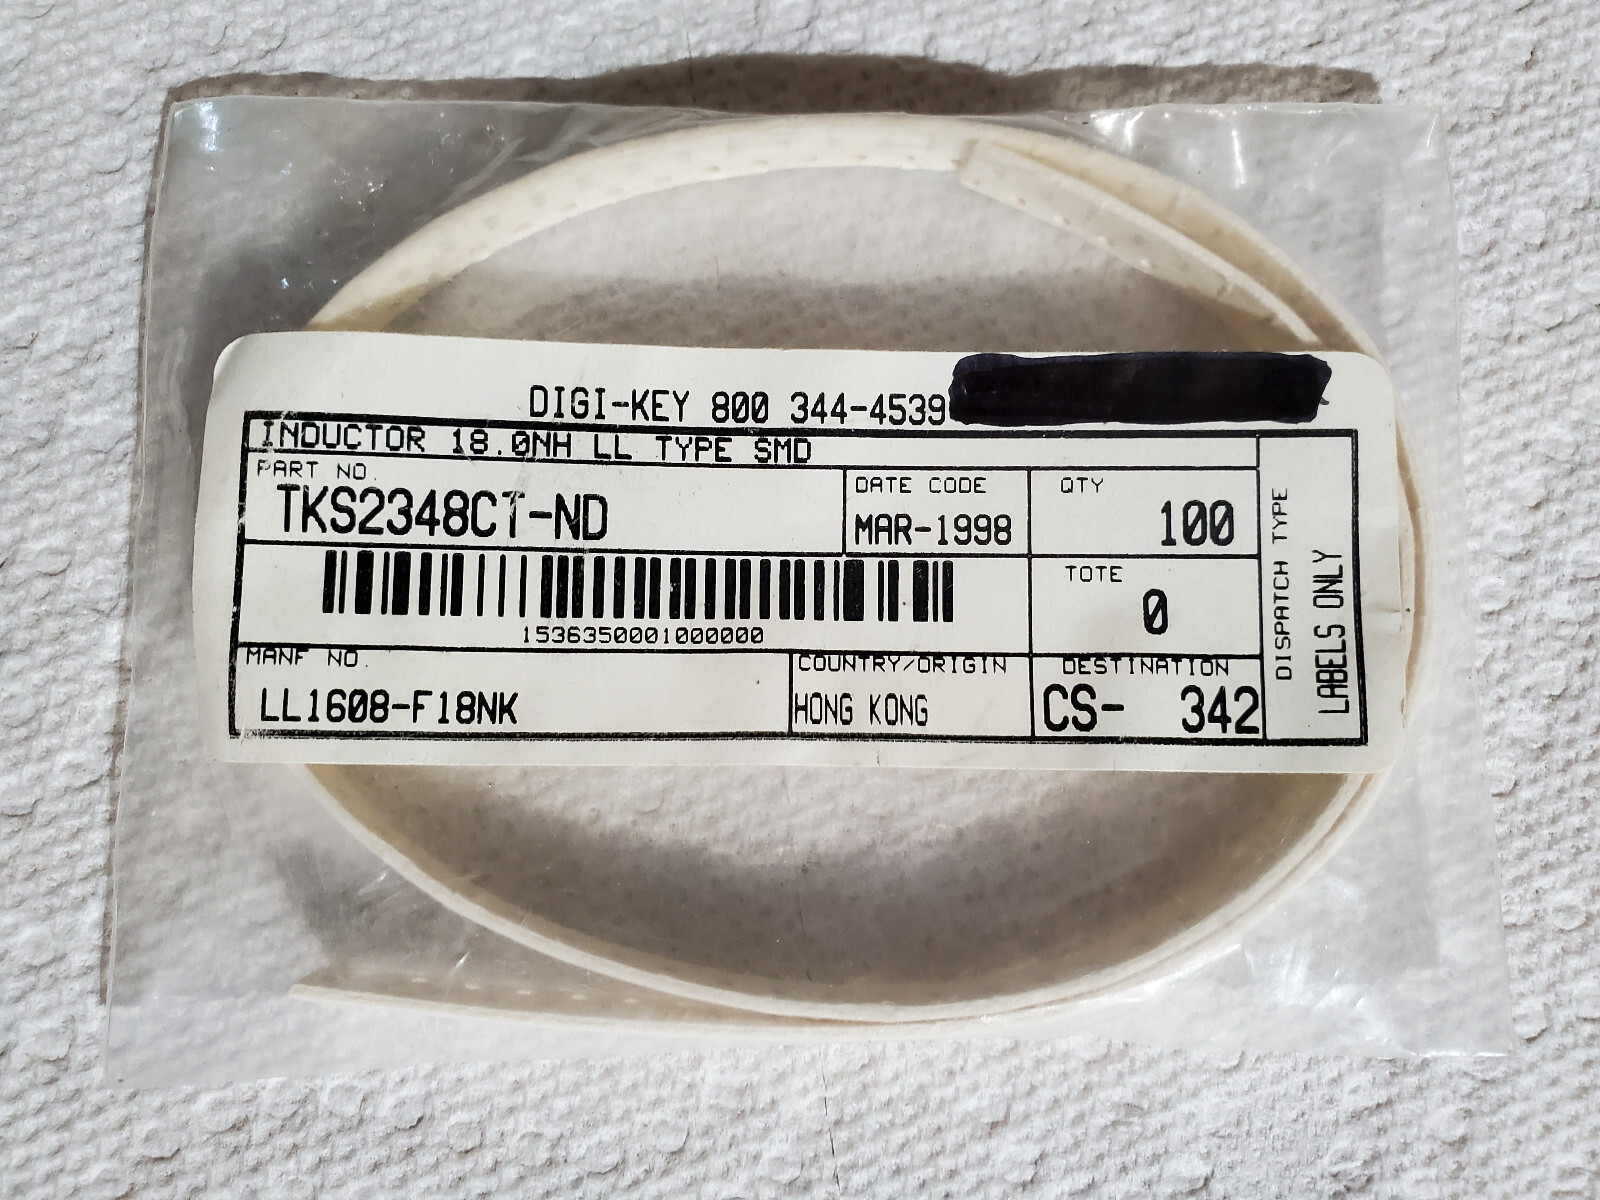 DIGI-KEY 800 344-4539
INDUCTOR 18.0NH LL TYPE SMD
PART NO.
TKS2348CT-ND
DATE CODE
MAR-1998
QTY
100
1536350001000000
TOTE
0
MANF NO.
LL1608-F18NK
COUNTRY/ORIGIN
HONG KONG
DESTINATION
CS- 342
DISPATCH TYPE
LABELS ONLY